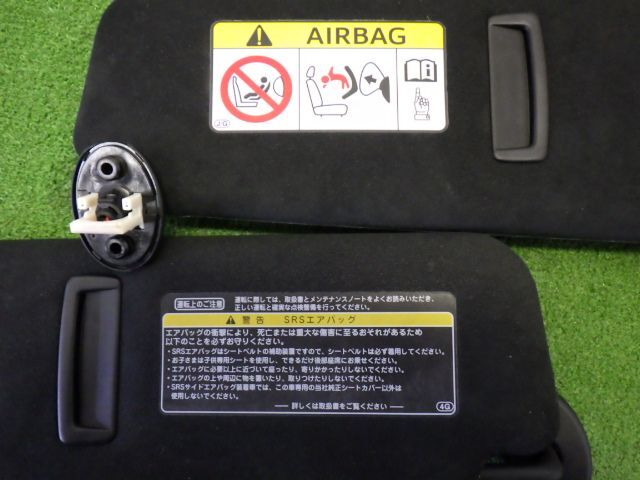 AIRBAG
J-G
運転上のご注意
運転に際しては、取扱書とメンテナンスノートをよくお読みいただき、
正しい運転と確実な点検整備を行ってください。
警告 SRSエアバッグ
エアバッグの衝撃により、死亡または重大な傷害に至るおそれがあるため
以下のことを必ずお守りください。
・SRSエアバッグはシートベルトの補助装置ですので、シートベルトは必ず着用してください。
・お子さまは子供専用シートを使用し、できるだけ後部座席にお乗せください。
・エアバッグに必要以上に近づいて座ったり、寄りかかったりしないでください。
・エアバッグの上や周辺に物を置いたり、取りつけたりしないでください。
・SRSサイドエアバッグ装着車では、この車専用の当社純正シートカバー以外は
使用しないでください。
― 詳しくは取扱書をご覧ください ―
4G